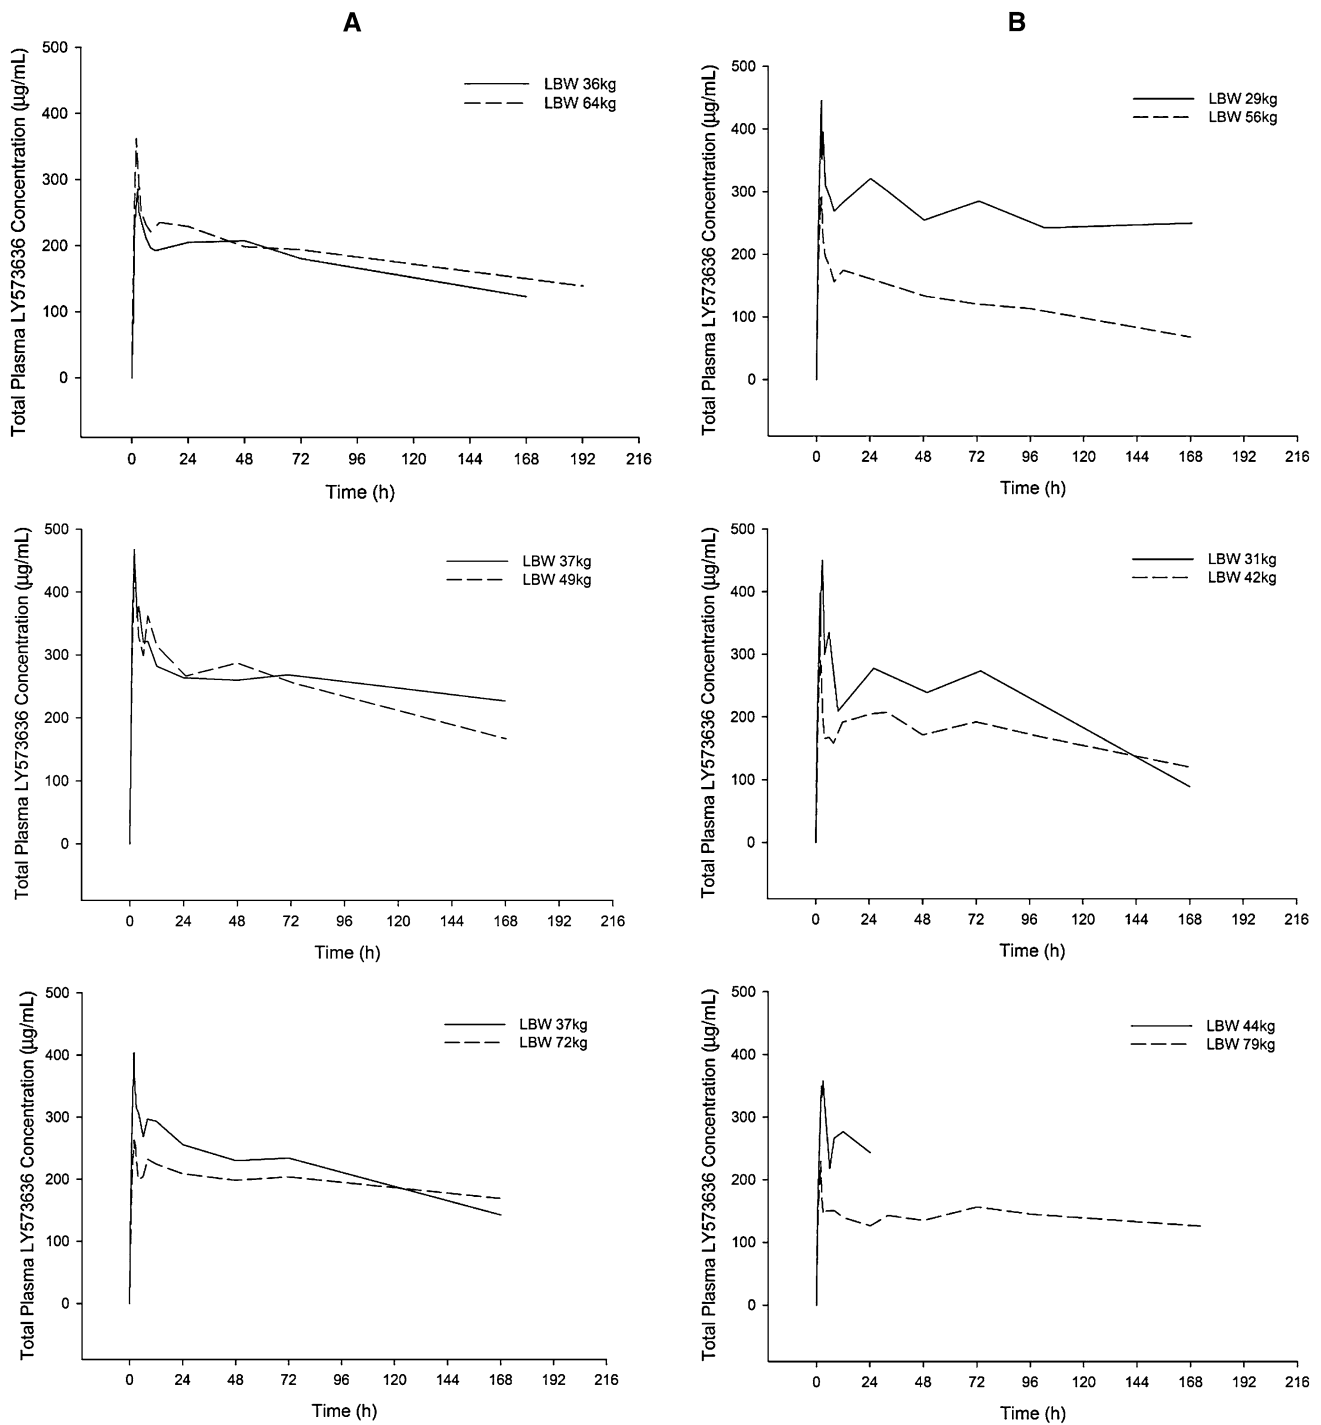 A
Total Plasma LY573636 Concentration (µg/mL)
500
400
300
200
100
0
LBW 36kg
LBW 64kg
0 24 48 72 96 120 144 168 192 216
Time (h)
B
Total Plasma LY573636 Concentration (µg/mL)
500
400
300
200
100
0
LBW 29kg
LBW 56kg
0 24 48 72 96 120 144 168 192 216
Time (h)
Total Plasma LY573636 Concentration (µg/mL)
500
400
300
200
100
0
LBW 37kg
LBW 49kg
0 24 48 72 96 120 144 168 192 216
Time (h)
Total Plasma LY573636 Concentration (µg/mL)
500
400
300
200
100
0
LBW 31kg
LBW 42kg
0 24 48 72 96 120 144 168 192 216
Time (h)
Total Plasma LY573636 Concentration (µg/mL)
500
400
300
200
100
0
LBW 37kg
LBW 72kg
0 24 48 72 96 120 144 168 192 216
Time (h)
Total Plasma LY573636 Concentration (µg/mL)
500
400
300
200
100
0
LBW 44kg
LBW 79kg
0 24 48 72 96 120 144 168 192 216
Time (h)